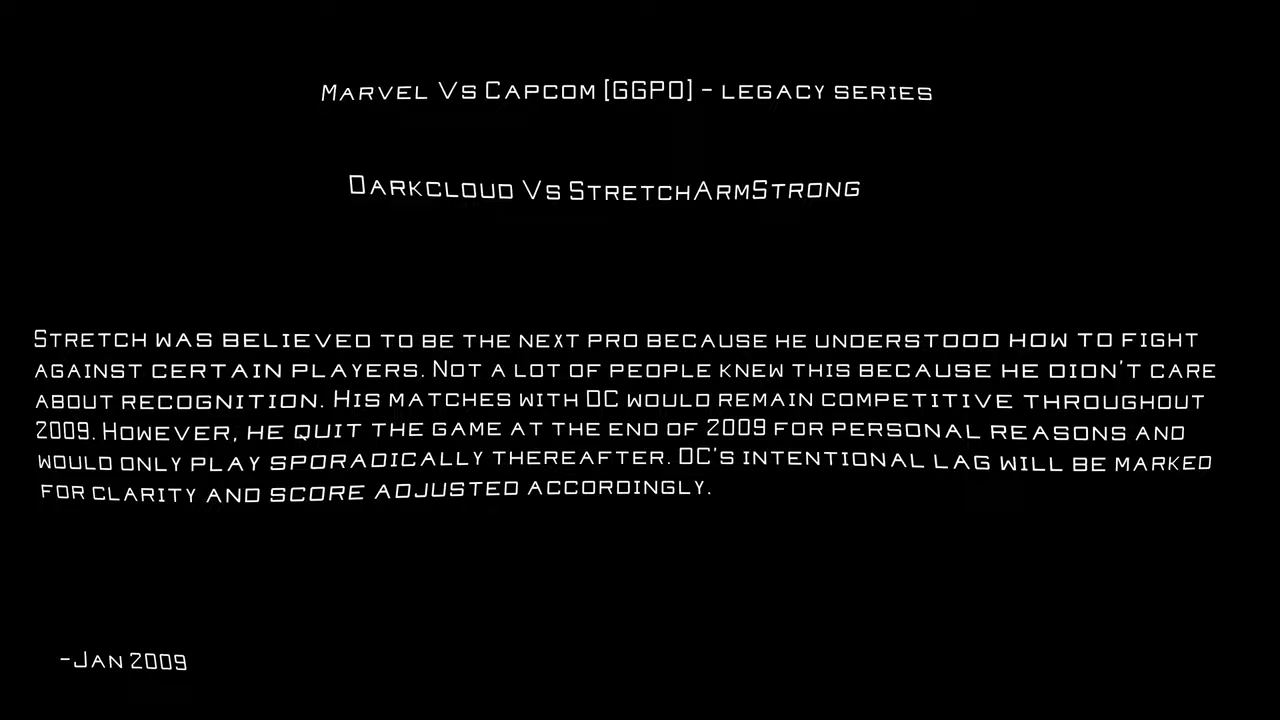 Marvel Vs Capcom [GGPO] - legacy series
Darkcloud Vs StretchArmStrong
Stretch was believed to be the next pro because he understood how to fight
against certain players. Not a lot of people knew this because he didn't care
about recognition. His matches with DC would remain competitive throughout
2009. However, he quit the game at the end of 2009 for personal reasons and
would only play sporadically thereafter. DC's intentional lag will be marked
for clarity and score adjusted accordingly.
-Jan 2009